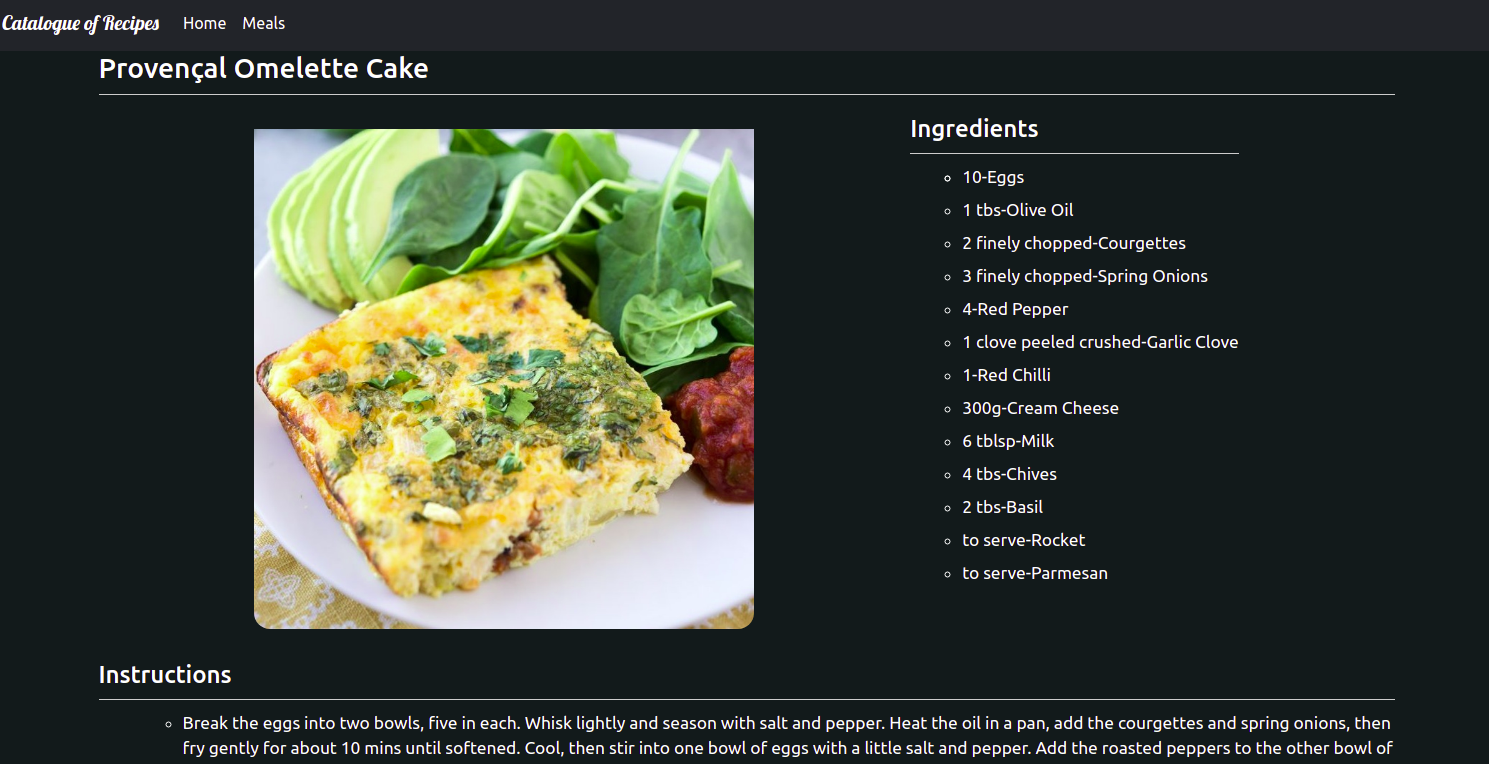 Catalogue of Recipes Home Meals
Provençal Omelette Cake
Ingredients
10-Eggs
1 tbs-Olive Oil
2 finely chopped-Courgettes
3 finely chopped-Spring Onions
4-Red Pepper
1 clove peeled crushed-Garlic Clove
1-Red Chilli
300g-Cream Cheese
6 tblsp-Milk
4 tbs-Chives
2 tbs-Basil
to serve-Rocket
to serve-Parmesan
Instructions
Break the eggs into two bowls, five in each. Whisk lightly and season with salt and pepper. Heat the oil in a pan, add the courgettes and spring onions, then
fry gently for about 10 mins until softened. Cool, then stir into one bowl of eggs with a little salt and pepper. Add the roasted peppers to the other bowl of